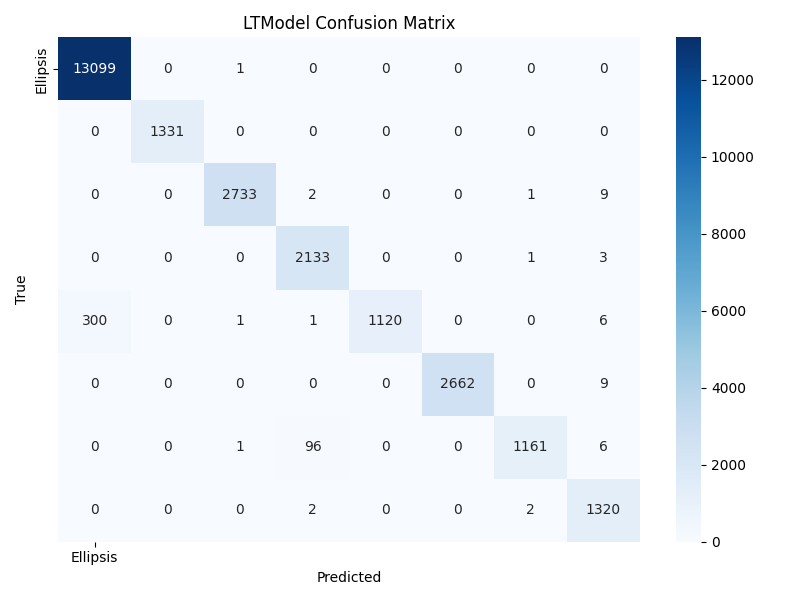 LTModel Confusion Matrix
Ellipsis
13099 0 1 0 0 0 0 0
0 1331 0 0 0 0 0 0
0 0 2733 2 0 0 1 9
0 0 0 2133 0 0 1 3
300 0 1 1 1120 0 0 6
0 0 0 0 0 2662 0 9
0 0 1 96 0 0 1161 6
0 0 0 2 0 0 2 1320
True
Ellipsis
Predicted
12000
10000
8000
6000
4000
2000
0